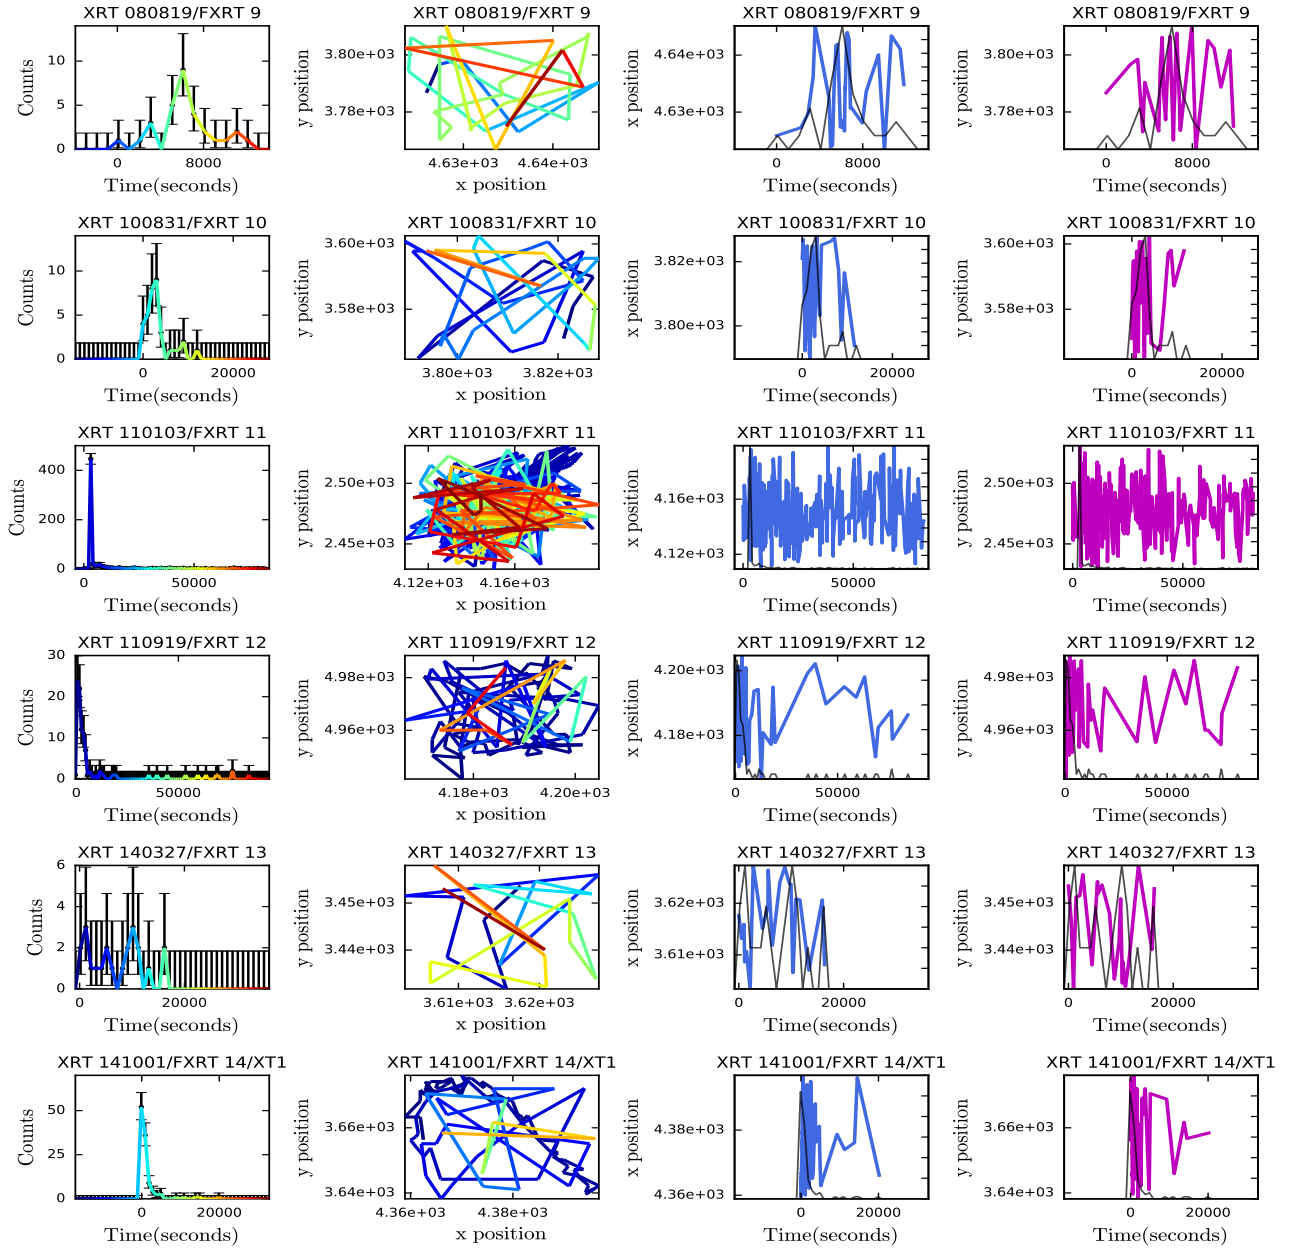 XRT 080819/FXRT 9 XRT 080819/FXRT 9 XRT 080819/FXRT 9 XRT 080819/FXRT 9
Counts 10 5 0 y position 3.80e+03 3.78e+03 x position 4.64e+03 4.63e+03 y position 3.80e+03 3.78e+03
0 8000 4.63e+03 4.64e+03 0 8000 0 8000
Time(seconds) x position Time(seconds) Time(seconds)
XRT 100831/FXRT 10 XRT 100831/FXRT 10 XRT 100831/FXRT 10 XRT 100831/FXRT 10
Counts 10 5 0 y position 3.60e+03 3.58e+03 x position 3.82e+03 3.80e+03 y position 3.60e+03 3.58e+03
0 20000 3.80e+03 3.82e+03 0 20000 0 20000
Time(seconds) x position Time(seconds) Time(seconds)
XRT 110103/FXRT 11 XRT 110103/FXRT 11 XRT 110103/FXRT 11 XRT 110103/FXRT 11
Counts 400 200 0 y position 2.50e+03 2.45e+03 x position 4.16e+03 4.12e+03 y position 2.50e+03 2.45e+03
0 50000 4.12e+03 4.16e+03 0 50000 0 50000
Time(seconds) x position Time(seconds) Time(seconds)
XRT 110919/FXRT 12 XRT 110919/FXRT 12 XRT 110919/FXRT 12 XRT 110919/FXRT 12
Counts 30 20 10 0 y position 4.98e+03 4.96e+03 x position 4.20e+03 4.18e+03 y position 4.98e+03 4.96e+03
0 50000 4.18e+03 4.20e+03 0 50000 0 50000
Time(seconds) x position Time(seconds) Time(seconds)
XRT 140327/FXRT 13 XRT 140327/FXRT 13 XRT 140327/FXRT 13 XRT 140327/FXRT 13
Counts 6 4 2 0 y position 3.45e+03 3.44e+03 x position 3.62e+03 3.61e+03 y position 3.45e+03 3.44e+03
0 20000 3.61e+03 3.62e+03 0 20000 0 20000
Time(seconds) x position Time(seconds) Time(seconds)
XRT 141001/FXRT 14/XT1 XRT 141001/FXRT 14/XT1 XRT 141001/FXRT 14/XT1 XRT 141001/FXRT 14/XT1
Counts 50 25 0 y position 3.66e+03 3.64e+03 x position 4.38e+03 4.36e+03 y position 3.66e+03 3.64e+03
0 20000 4.36e+03 4.38e+03 0 20000 0 20000
Time(seconds) x position Time(seconds) Time(seconds)